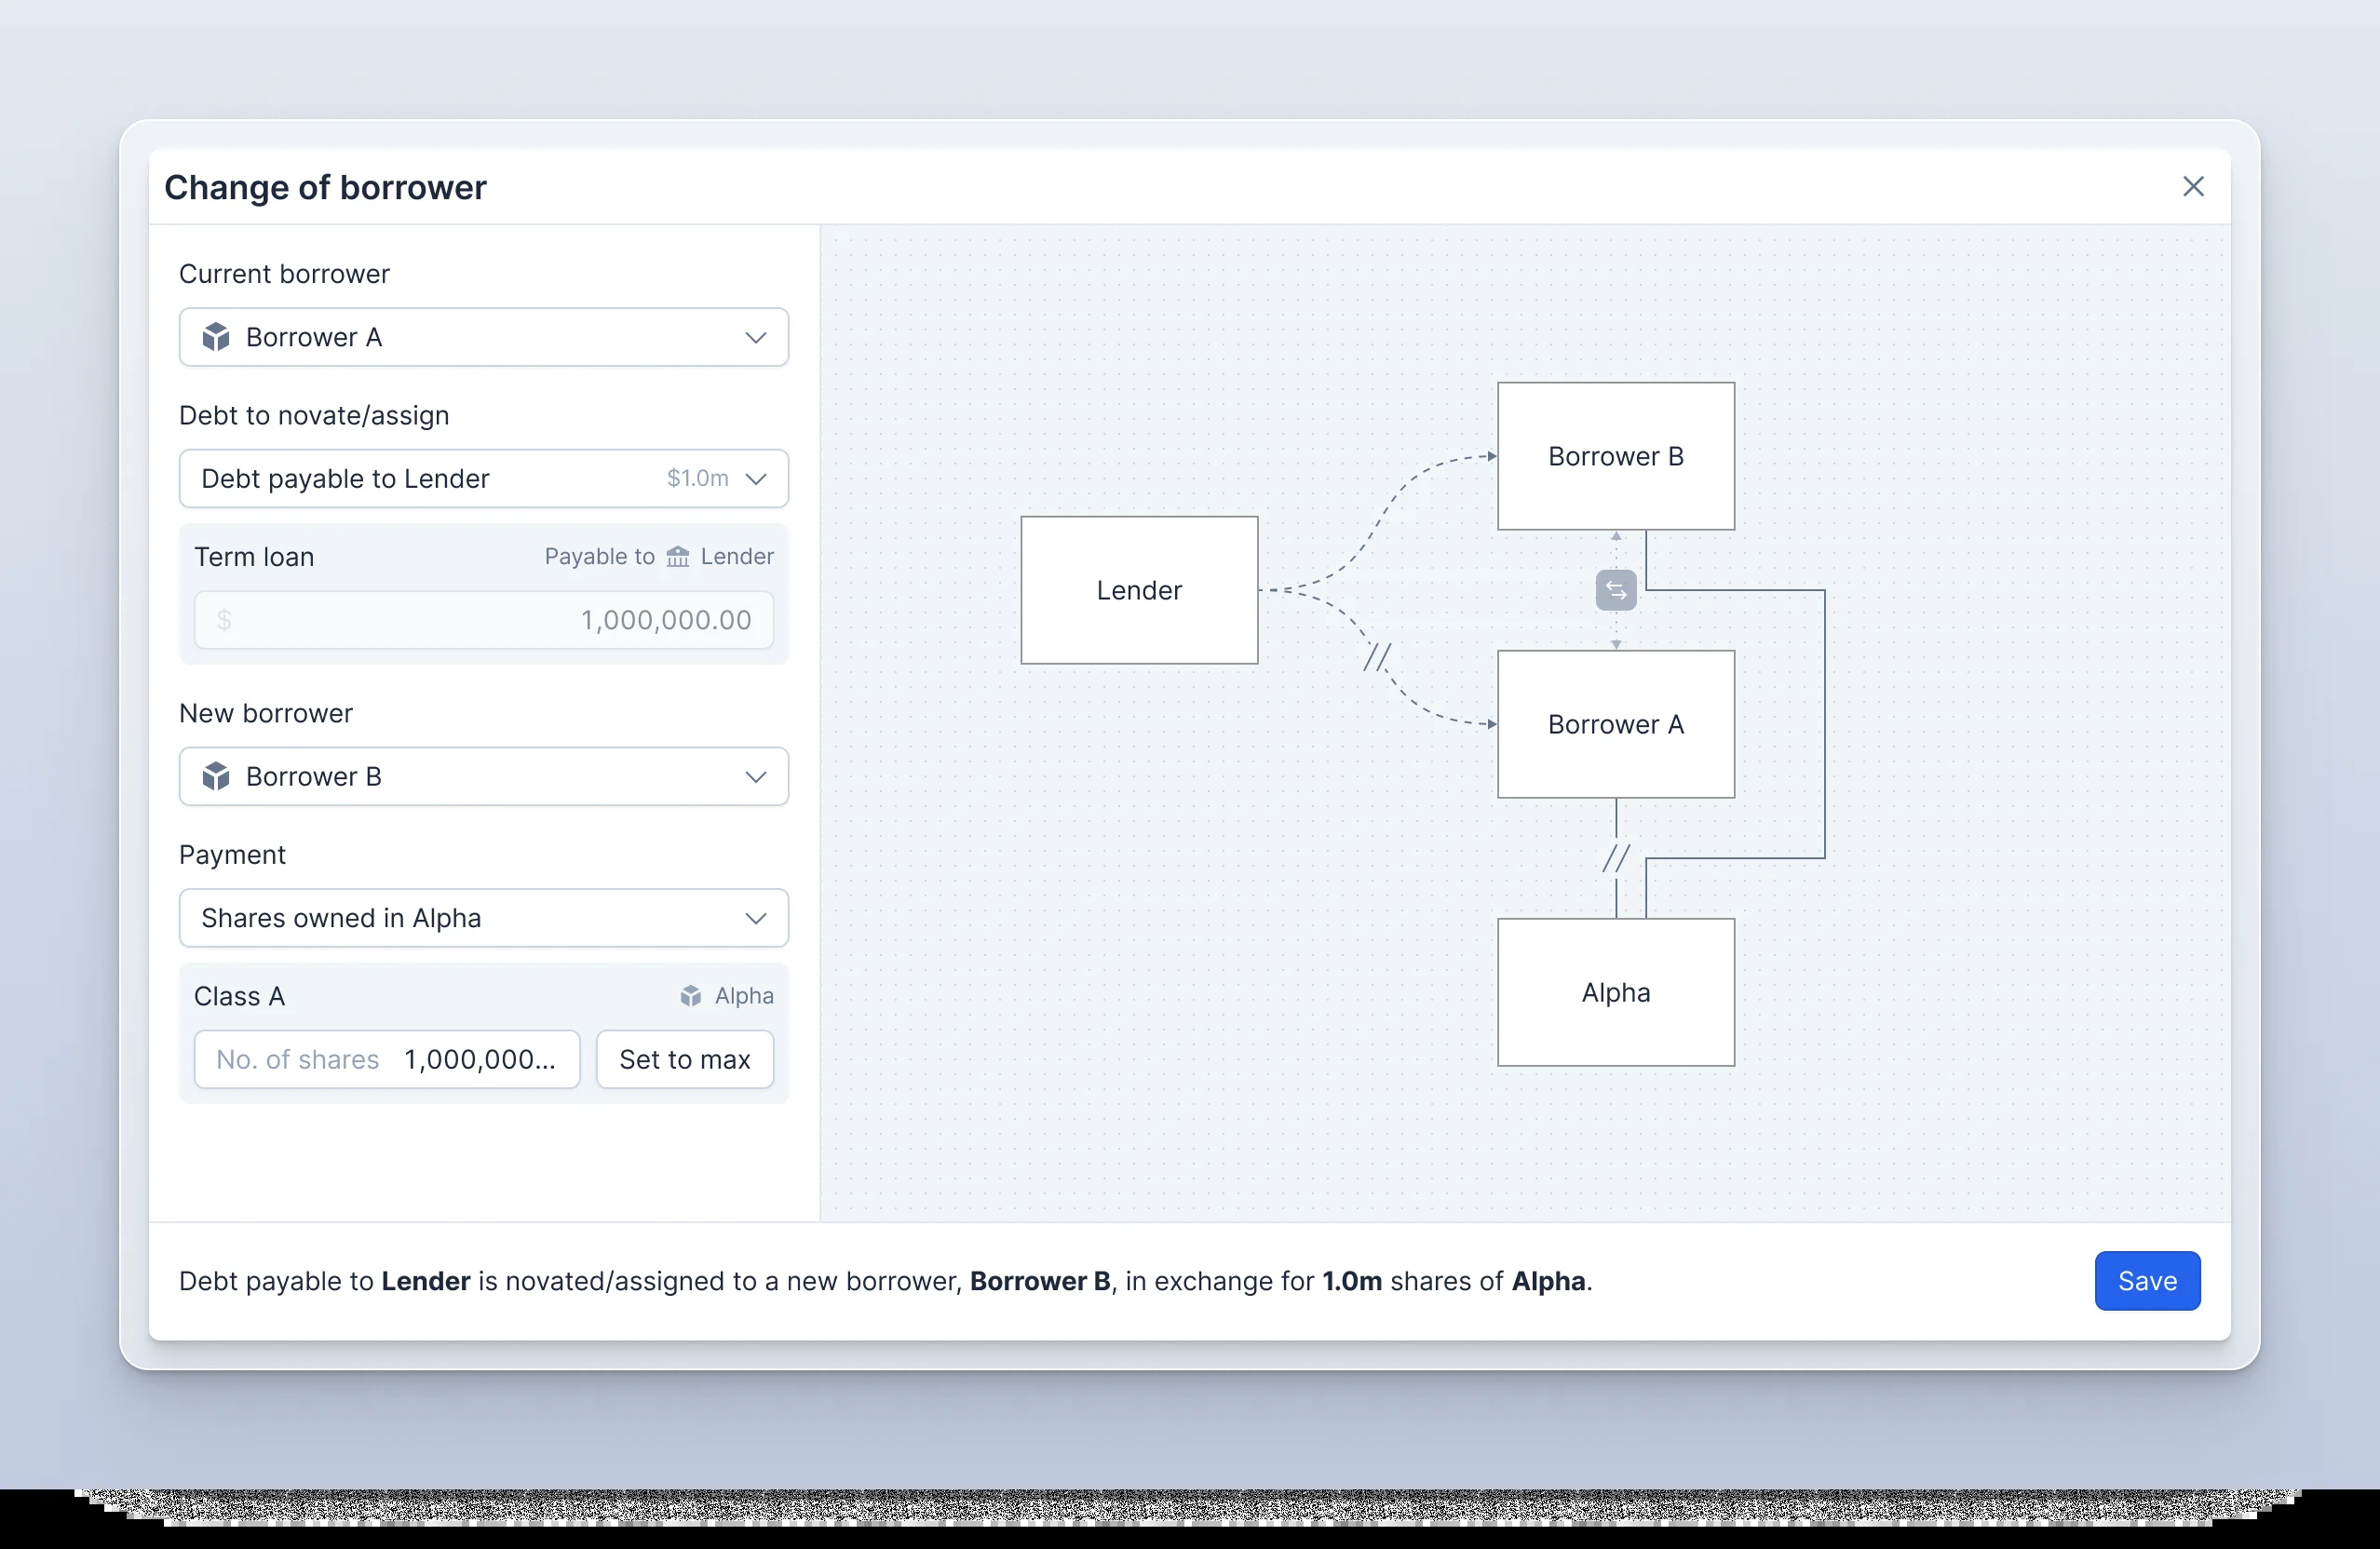 Change of borrower
Current borrower
Borrower A
Debt to novate/assign
Debt payable to Lender $1.0m
Term loan Payable to Lender
$ 1,000,000.00
New borrower
Borrower B
Payment
Shares owned in Alpha
Class A Alpha
No. of shares 1,000,000... Set to max
Borrower B
Lender
Borrower A
Alpha
Debt payable to Lender is novated/assigned to a new borrower, Borrower B, in exchange for 1.0m shares of Alpha.
Save